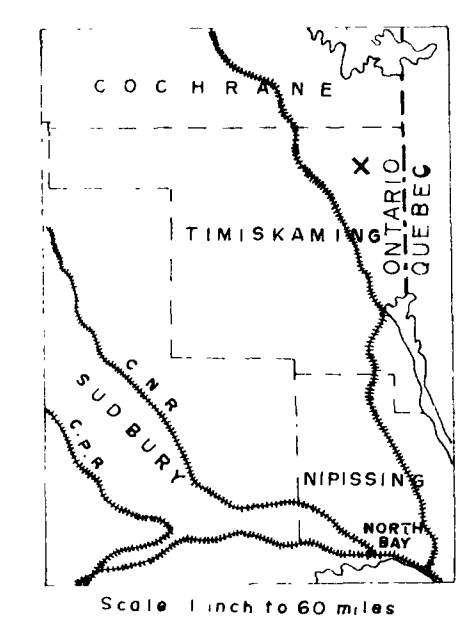 COCHRANE
X
ONTARIO
QUEBEC
TIMISKAMING
C.N.R
SUDBURY
C.P.R
NIPISSING
NORTH
BAY
Scale 1 inch to 60 miles